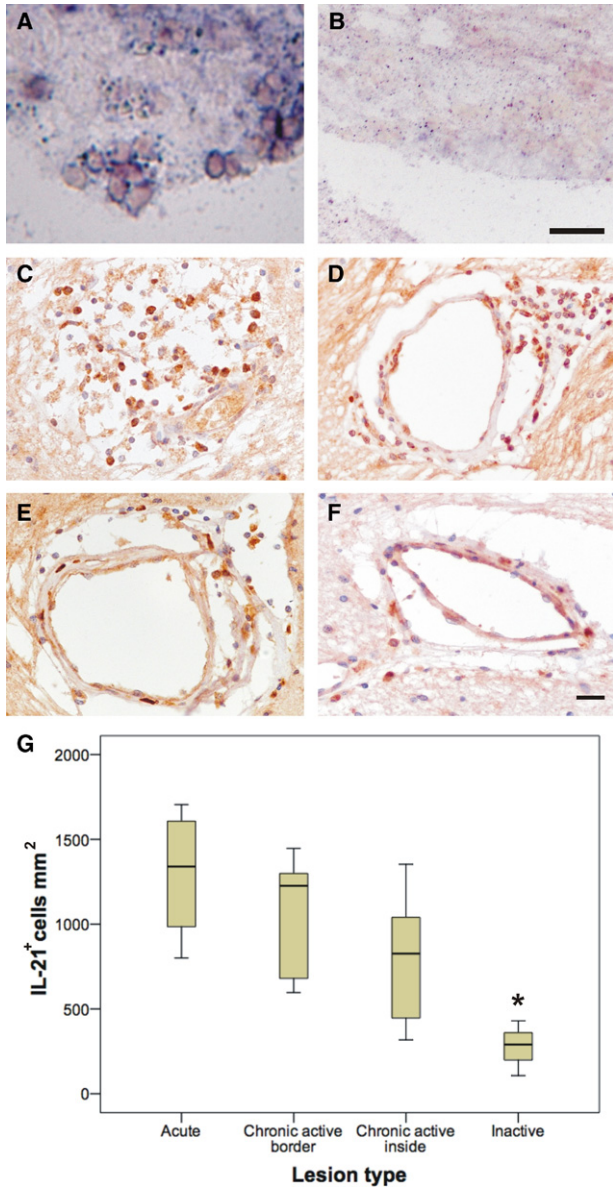 A
B
C
D
E
F
G
2000
1500
1000
500
0
IL-21+ cells mm2
*
Acute
Chronic active border
Chronic active inside
Inactive
Lesion type